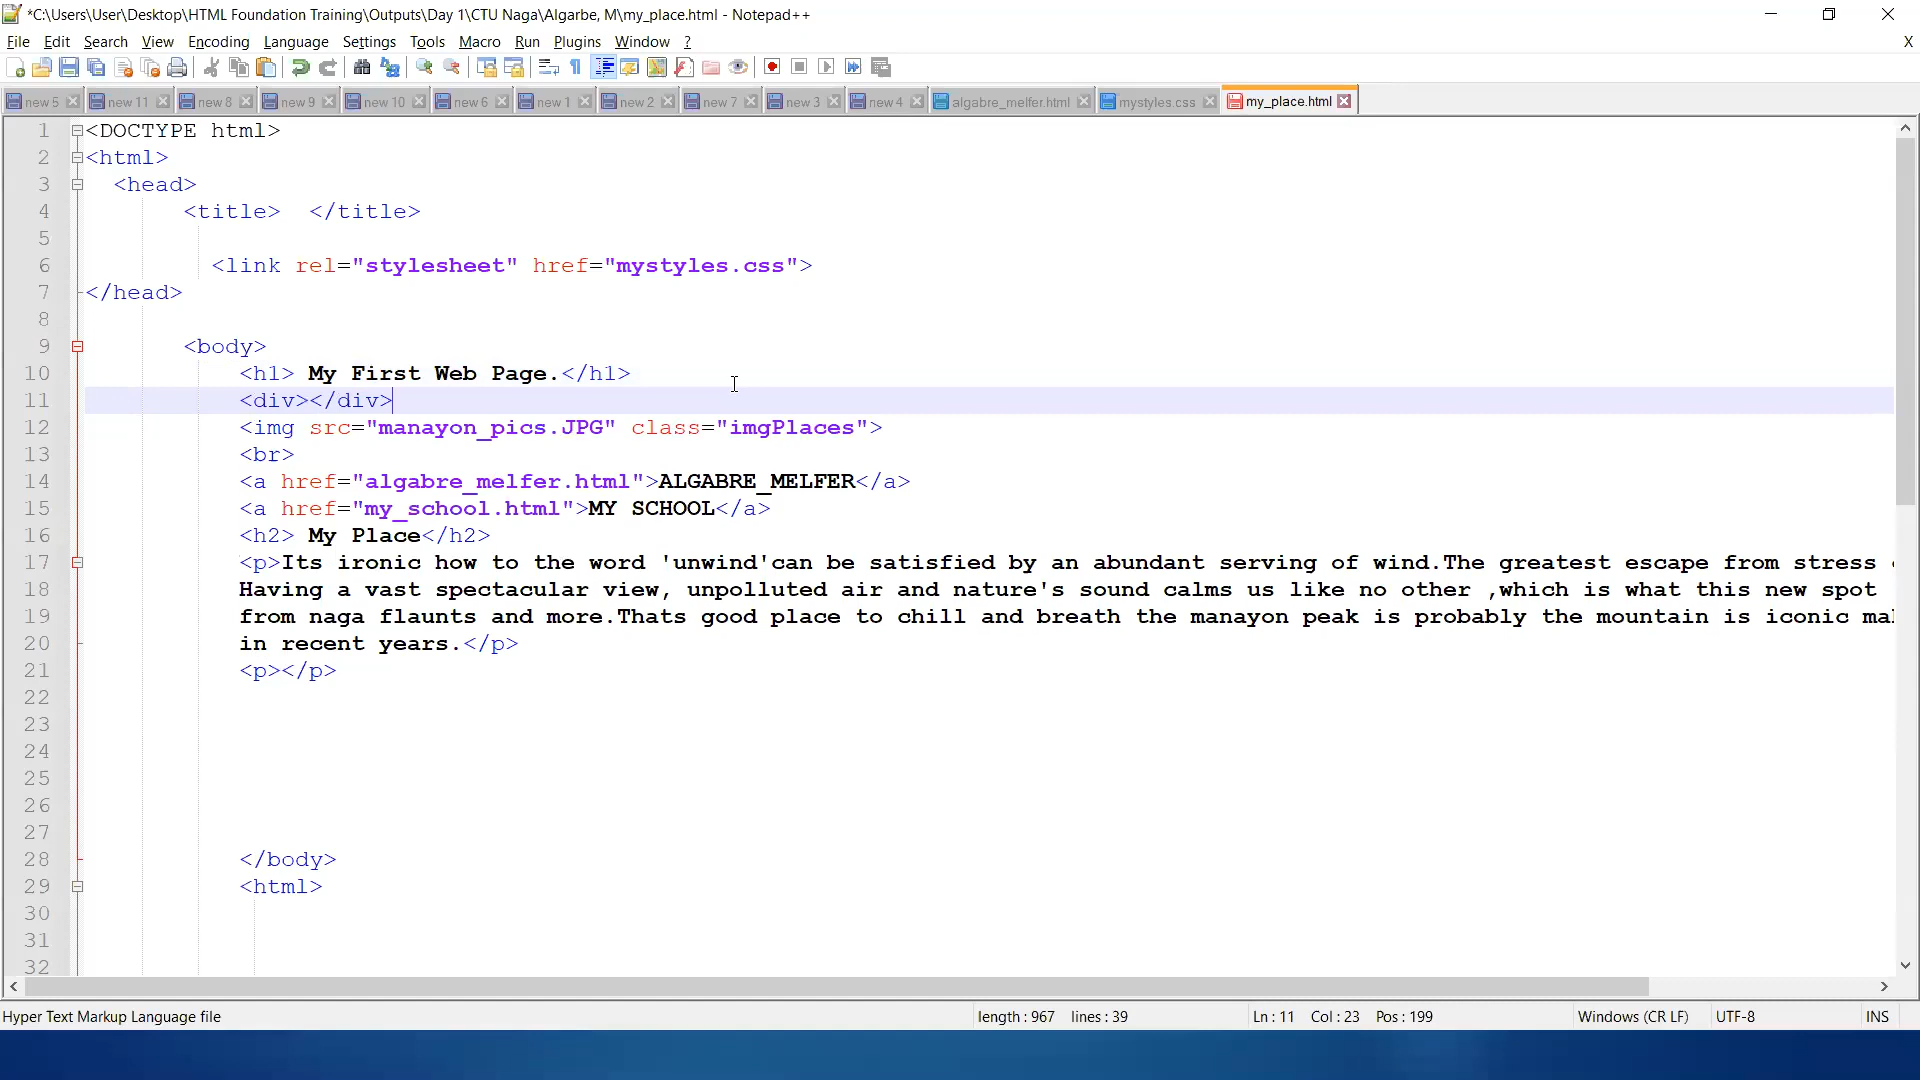 *C:\Users\User\Desktop\HTML Foundation Training\Outputs\Day 1\CTU Naga\Algarbe, M\my_place.html - Notepad++
File Edit Search View Encoding Language Settings Tools Macro Run Plugins Window ? X
new 5 new 11 new 8 new 9 new 10 new 6 new 1 new 2 new 7 new 3 new 4 algabre_melfer.html mystyles.css my_place.html
1 <DOCTYPE html>
2 <html>
3 <head>
4 <title> </title>
5
6 <link rel="stylesheet" href="mystyles.css">
7 </head>
8
9 <body>
10 <h1> My First Web Page.</h1>
11 <div></div>
12 <img src="manayon_pics.JPG" class="imgPlaces">
13 <br>
14 <a href="algabre_melfer.html">ALGABRE_MELFER</a>
15 <a href="my_school.html">MY SCHOOL</a>
16 <h2> My Place</h2>
17 <p>Its ironic how to the word 'unwind'can be satisfied by an abundant serving of wind.The greatest escape from stress
18 Having a vast spectacular view, unpolluted air and nature's sound calms us like no other ,which is what this new spot
19 from naga flaunts and more.Thats good place to chill and breath the manayon peak is probably the mountain is iconic
20 in recent years.</p>
21 <p></p>
22
23
24
25
26
27
28 </body>
29 <html>
30
31
32
Hyper Text Markup Language file length : 967 lines : 39 Ln : 11 Col : 23 Pos : 199 Windows (CR LF) UTF-8 INS